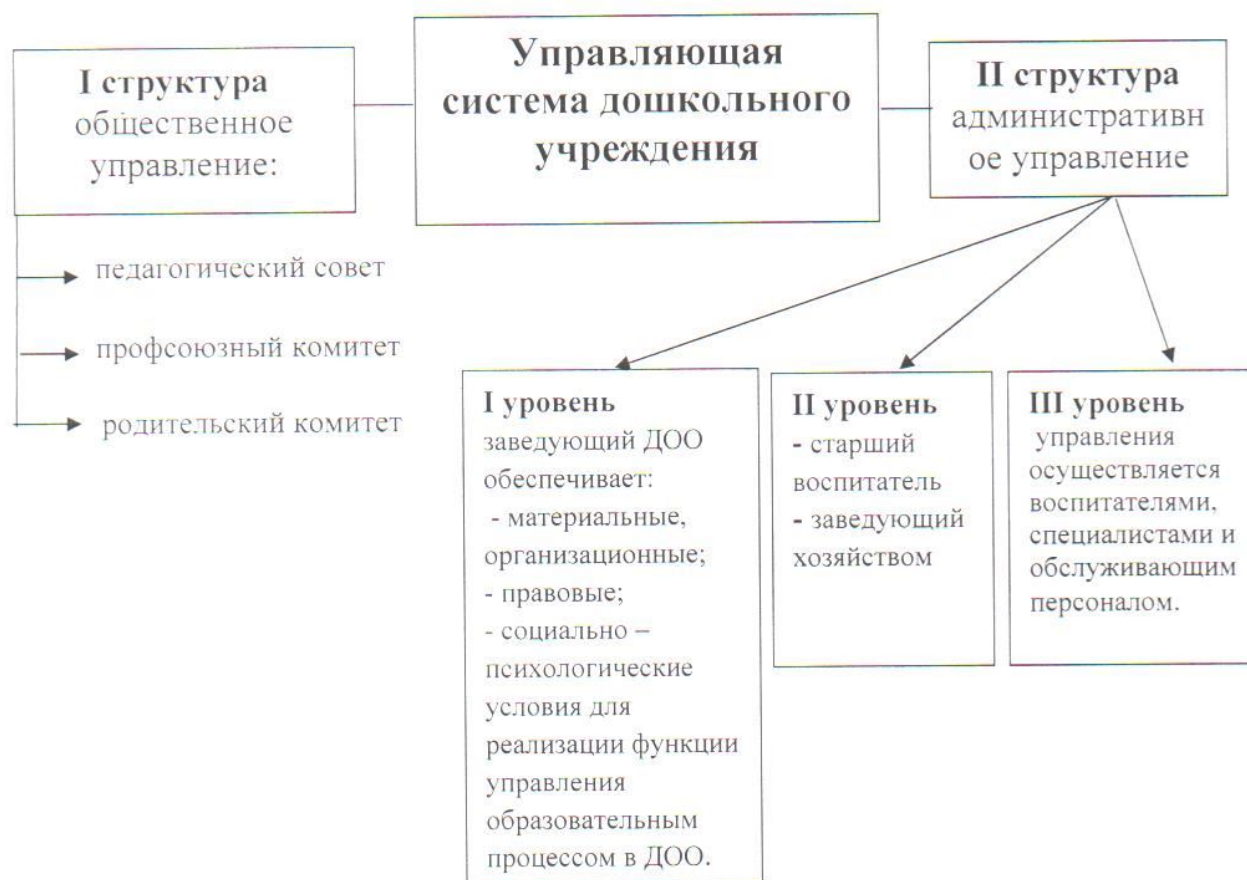 I структура
общественное
управление:
Управляющая
система дошкольного
учреждения
II структура
административн
ое управление
педагогический совет
профсоюзный комитет
родительский комитет
I уровень
заведующий ДОО
обеспечивает:
- материальные,
организационные;
- правовые;
- социально –
психологические
условия для
реализации функции
управления
образовательным
процессом в ДОО.
II уровень
- старший
воспитатель
- заведующий
хозяйством
III уровень
управления
осуществляется
воспитателями,
специалистами и
обслуживающим
персоналом.